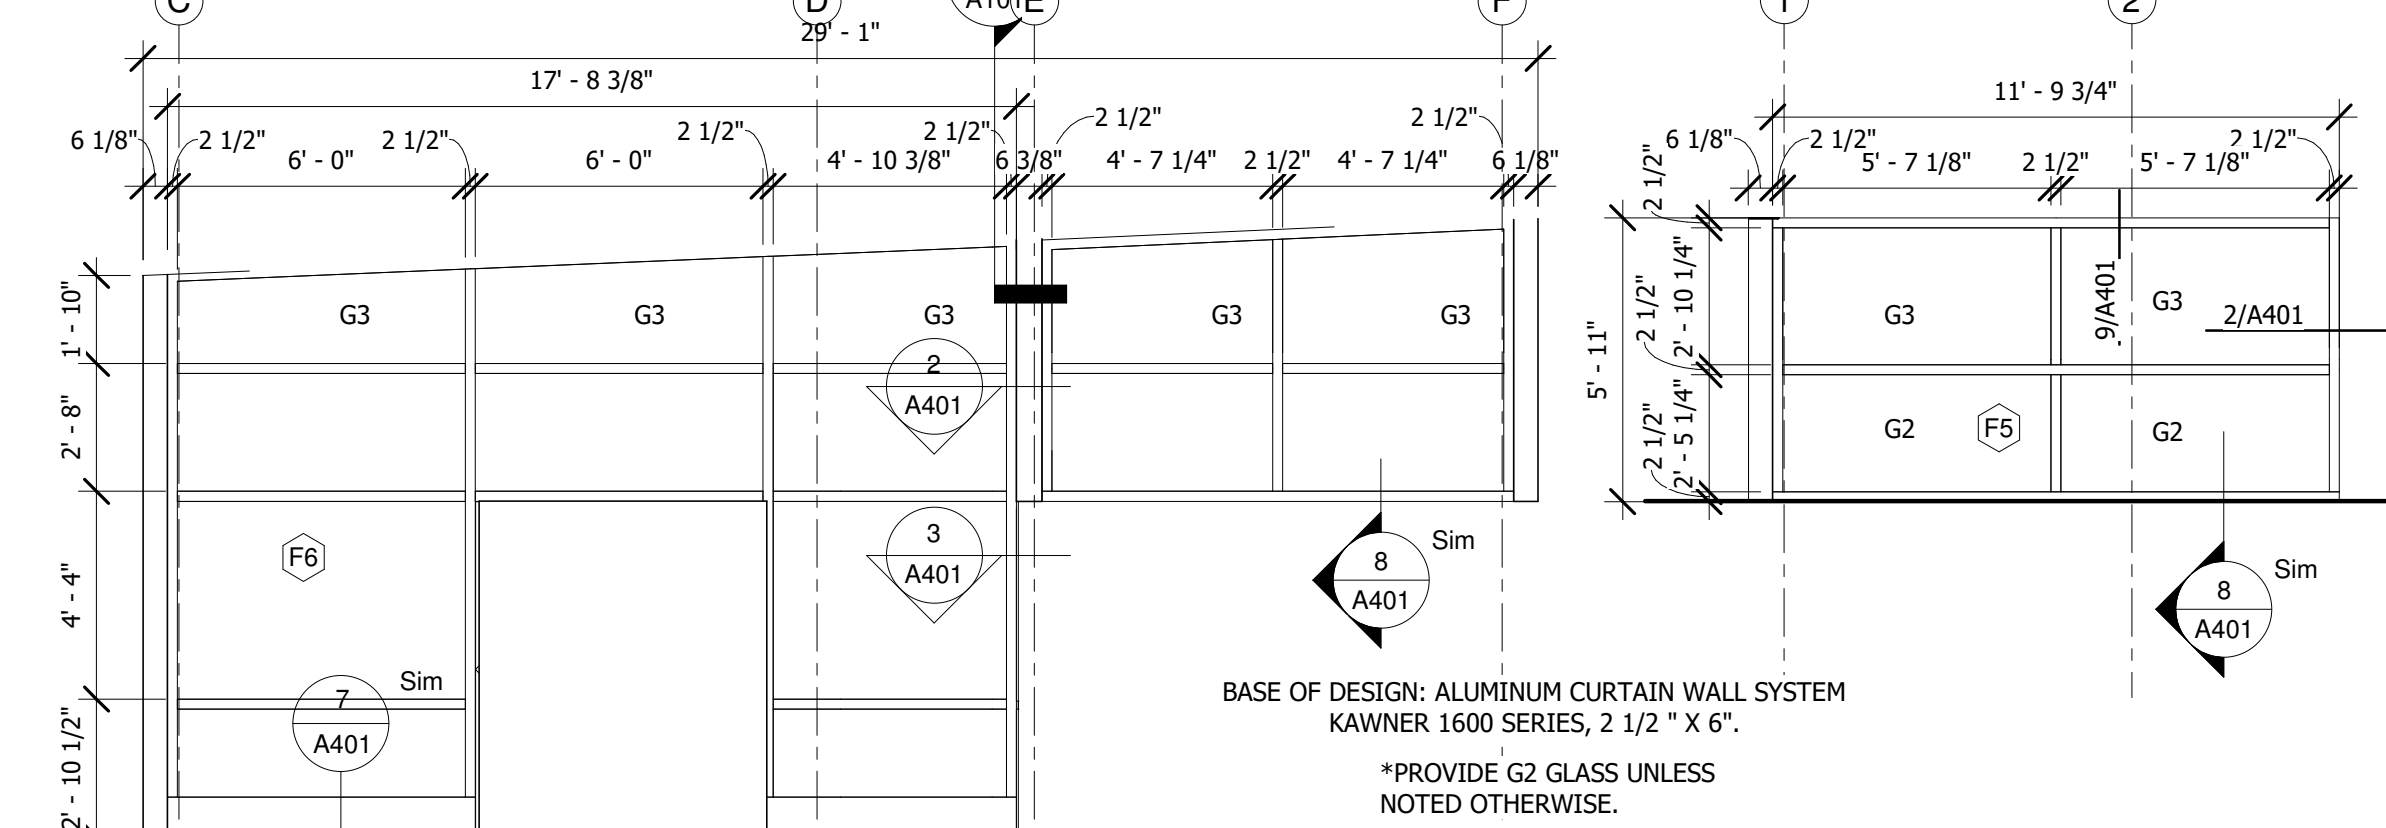 C
D
A101
E
F
1
2
29' - 1"
17' - 8 3/8"
11' - 9 3/4"
6 1/8"
2 1/2"
6' - 0"
2 1/2"
6' - 0"
2 1/2"
4' - 10 3/8"
2 1/2"
6 3/8"
2 1/2"
4' - 7 1/4"
2 1/2"
4' - 7 1/4"
2 1/2"
6 1/8"
6 1/8"
2 1/2"
5' - 7 1/8"
2 1/2"
5' - 7 1/8"
2 1/2"
1' - 10"
2' - 8"
4' - 4"
2' - 10 1/2"
G3
G3
G3
G3
G3
2
A401
3
A401
F6
7
A401
Sim
8
A401
Sim
5' - 11"
2 1/2"
2' - 10 1/4"
2 1/2"
2' - 5 1/4"
2 1/2"
G3
G3
9/A401
2/A401
G2
F5
G2
8
A401
Sim
BASE OF DESIGN: ALUMINUM CURTAIN WALL SYSTEM
KAWNER 1600 SERIES, 2 1/2 " X 6".
*PROVIDE G2 GLASS UNLESS
NOTED OTHERWISE.